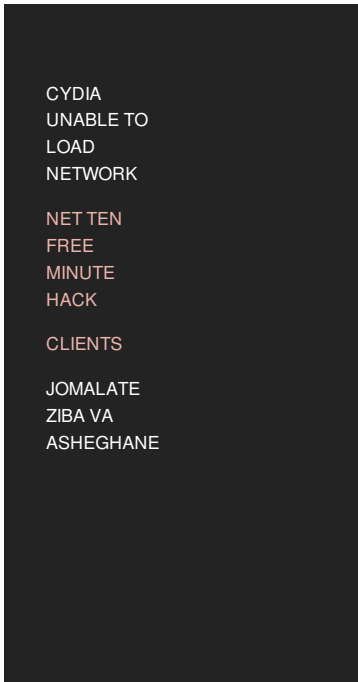 CYDIA
UNABLE TO
LOAD
NETWORK
NET TEN
FREE
MINUTE
HACK
CLIENTS
JOMALATE
ZIBA VA
ASHEGHANE